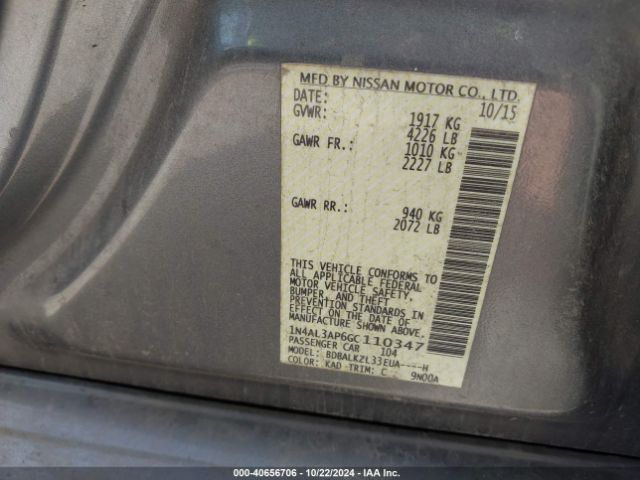 MFD BY NISSAN MOTOR CO., LTD.
DATE: 10/15
GVWR: 1917 KG
4226 LB
GAWR FR.: 1010 KG
2227 LB
GAWR RR.: 940 KG
2072 LB
THIS VEHICLE CONFORMS TO
ALL APPLICABLE FEDERAL
MOTOR VEHICLE SAFETY,
BUMPER, AND THEFT
PREVENTION STANDARDS
IN EFFECT ON THE DATE OF
MANUFACTURE SHOWN ABOVE.
1N4AL3AP6GC110347
PASSENGER CAR 104
MODEL: BDBALKZL33EUA----H
COLOR: KAD TRIM: C 9N00A
000-40656706 - 10/22/2024 - IAA Inc.